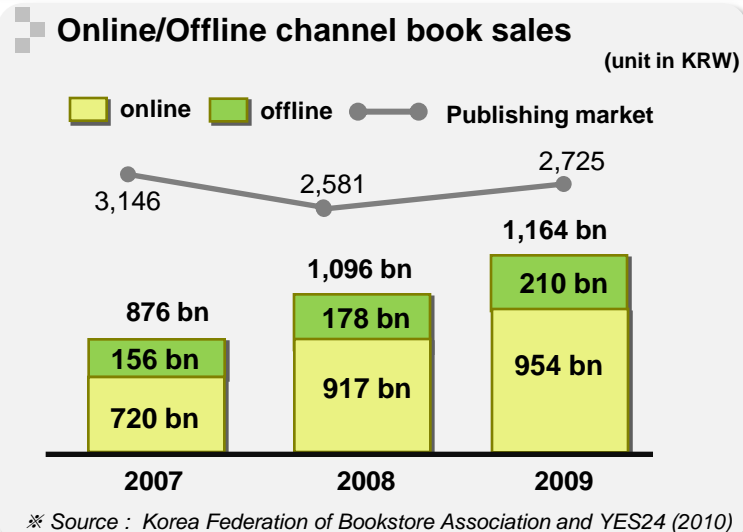 Online/Offline channel book sales
(unit in KRW)
online offline Publishing market
3,146
2,581
2,725
876 bn
1,096 bn
1,164 bn
156 bn
178 bn
210 bn
720 bn
917 bn
954 bn
2007 2008 2009
※ Source : Korea Federation of Bookstore Association and YES24 (2010)